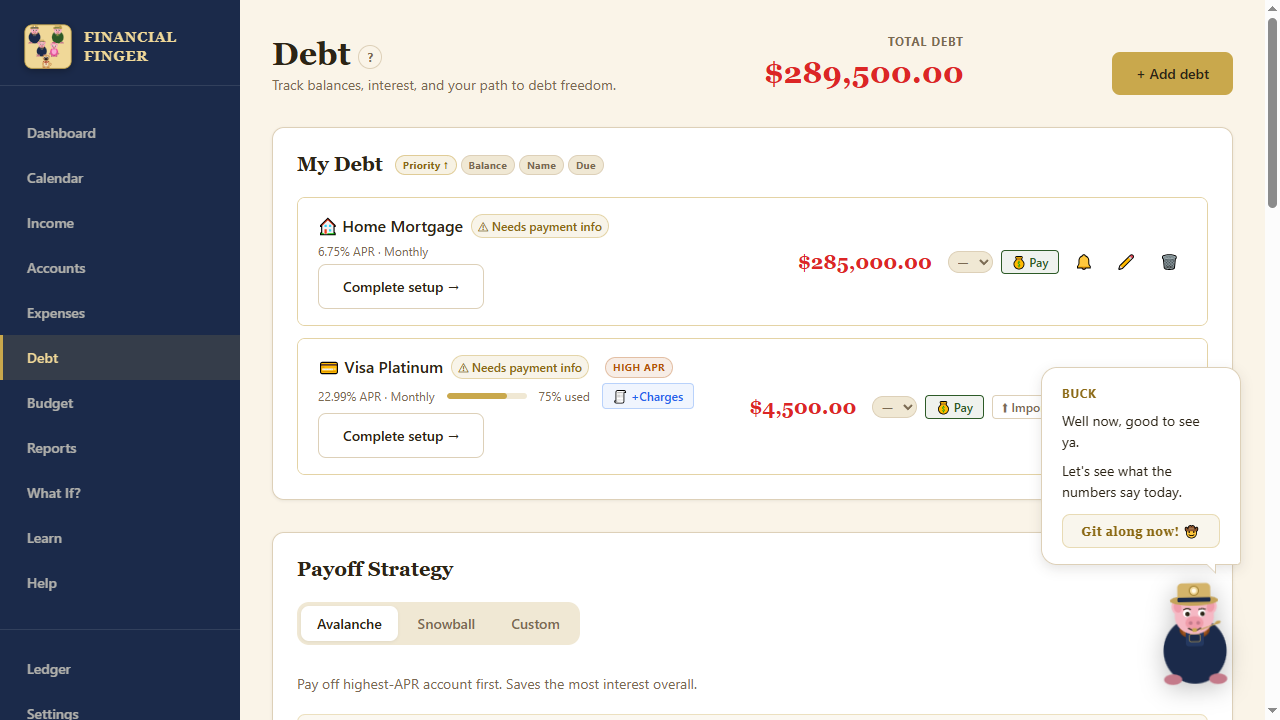 FINANCIAL
FINGER
Dashboard
Calendar
Income
Accounts
Expenses
Debt
Budget
Reports
What If?
Learn
Help
Ledger
Settings
Debt ?
Track balances, interest, and your path to debt freedom.
TOTAL DEBT
$289,500.00
+ Add debt
My Debt Priority ↑ Balance Name Due
🏠 Home Mortgage ⚠ Needs payment info
6.75% APR · Monthly
Complete setup →
$285,000.00 — 💰 Pay 🔔 ✏️ 🗑️
💳 Visa Platinum ⚠ Needs payment info HIGH APR
22.99% APR · Monthly 75% used 🧾 +Charges
Complete setup →
$4,500.00 — 💰 Pay ⬆ Impo
BUCK
Well now, good to see
ya.
Let's see what the
numbers say today.
Git along now! 🤠
Payoff Strategy
Avalanche Snowball Custom
Pay off highest-APR account first. Saves the most interest overall.